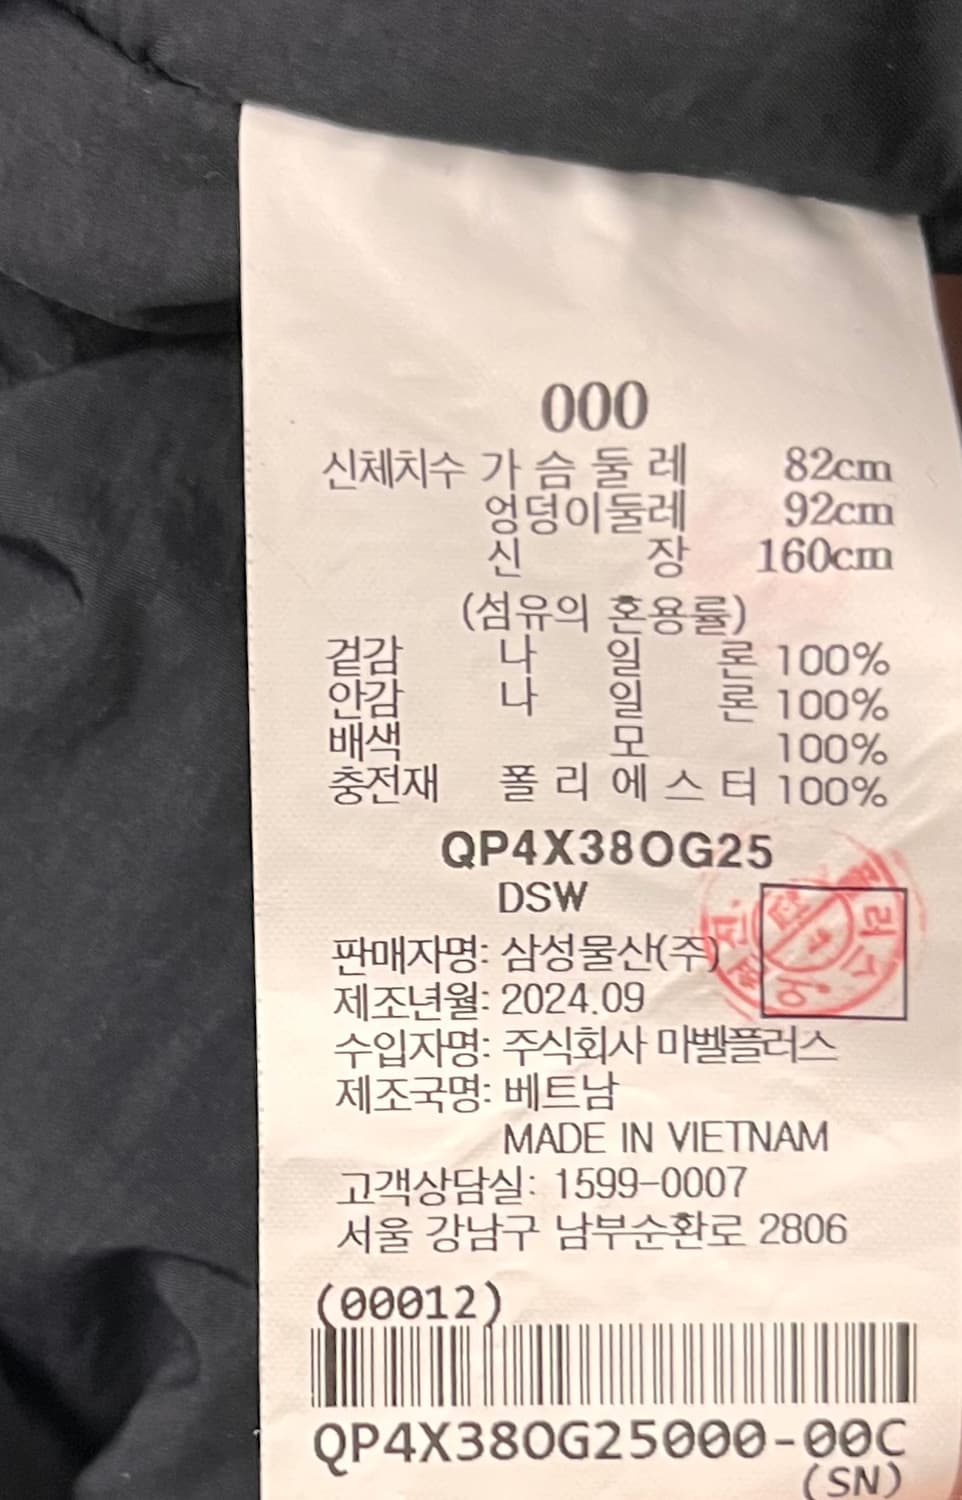 000
신체치수 가 슴 둘 레 82cm
엉덩이둘레 92cm
신 장 160cm
(섬유의 혼용률)
겉감 나 일 론 100%
안감 나 일 론 100%
배색 모 100%
충전재 폴 리 에 스 터 100%
QP4X38OG25
DSW
판매자명: 삼성물산(주)
제조년월: 2024.09
수입자명: 주식회사 마벨플러스
제조국명: 베트남
MADE IN VIETNAM
고객상담실: 1599-0007
서울 강남구 남부순환로 2806
(00012)
QP4X38OG25000-00C
(SN)